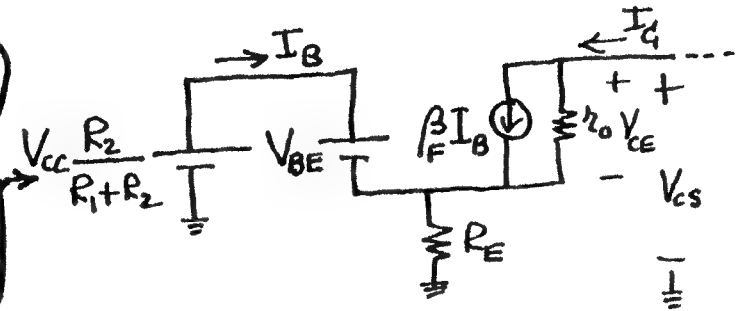 I_B
I_C
V_CC R_2 / (R_1 + R_2)
V_BE
β_F I_B
r_o
+
V_CE
−
+
V_CS
−
R_E